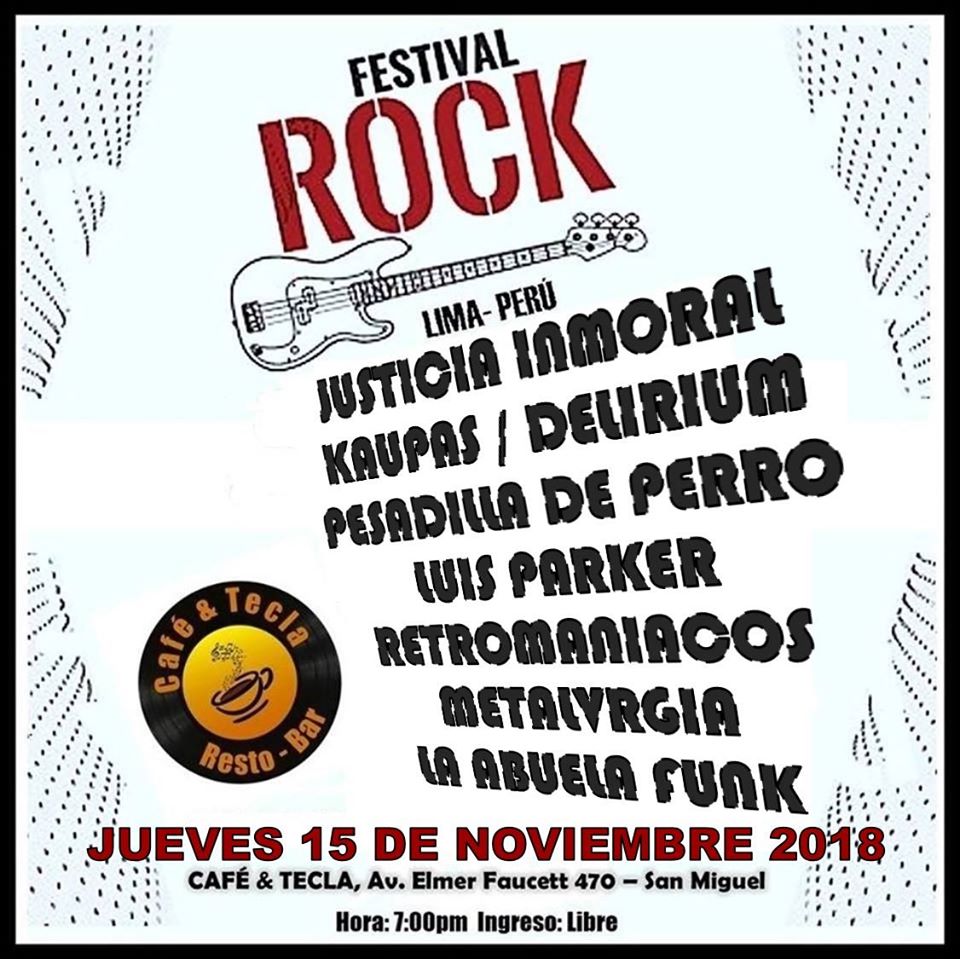 FESTIVAL
ROCK
LIMA- PERÚ
JUSTICIA INMORAL
KAUPAS / DELIRIUM
PESADILLA DE PERRO
LUIS PARKER
RETROMANIACOS
METALVRGIA
LA ABUELA FUNK
Café & Tecla
Resto - Bar
JUEVES 15 DE NOVIEMBRE 2018
CAFÉ & TECLA, Av. Elmer Faucett 470 – San Miguel
Hora: 7:00pm Ingreso: Libre